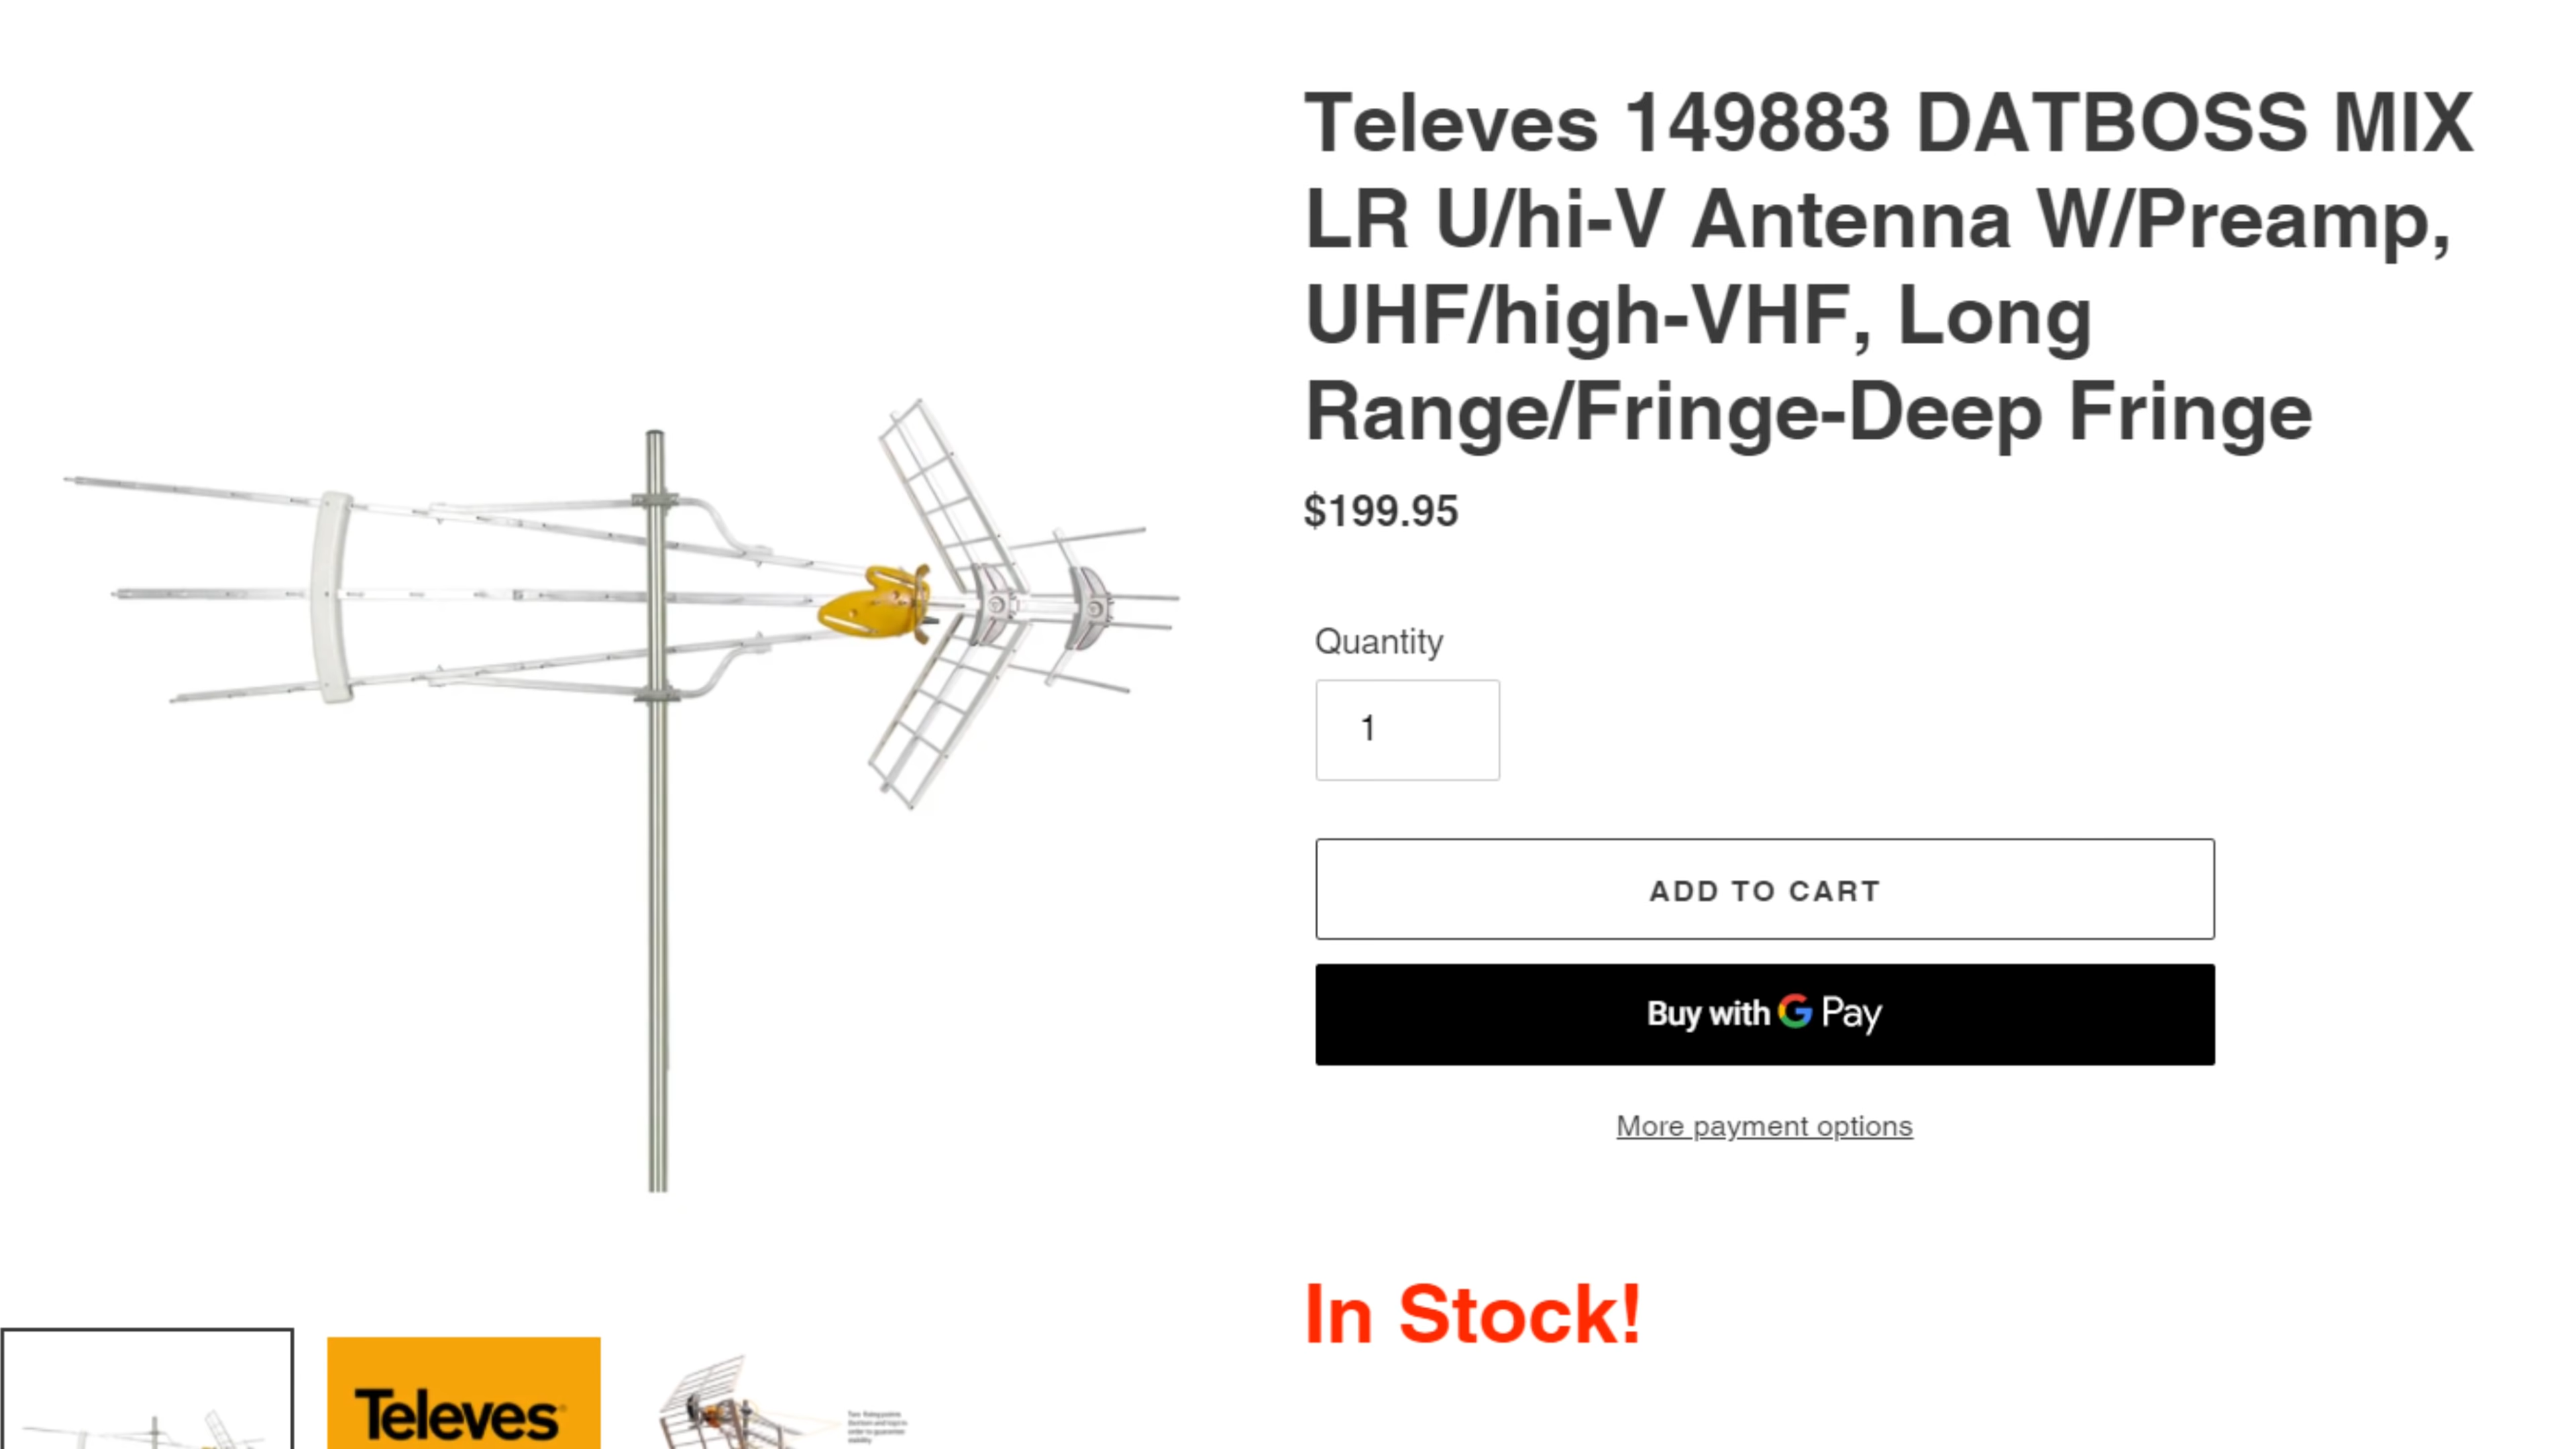 Televes 149883 DATBOSS MIX
LR U/hi-V Antenna W/Preamp,
UHF/high-VHF, Long
Range/Fringe-Deep Fringe
$199.95
Quantity
1
ADD TO CART
Buy with G Pay
More payment options
In Stock!
Televes